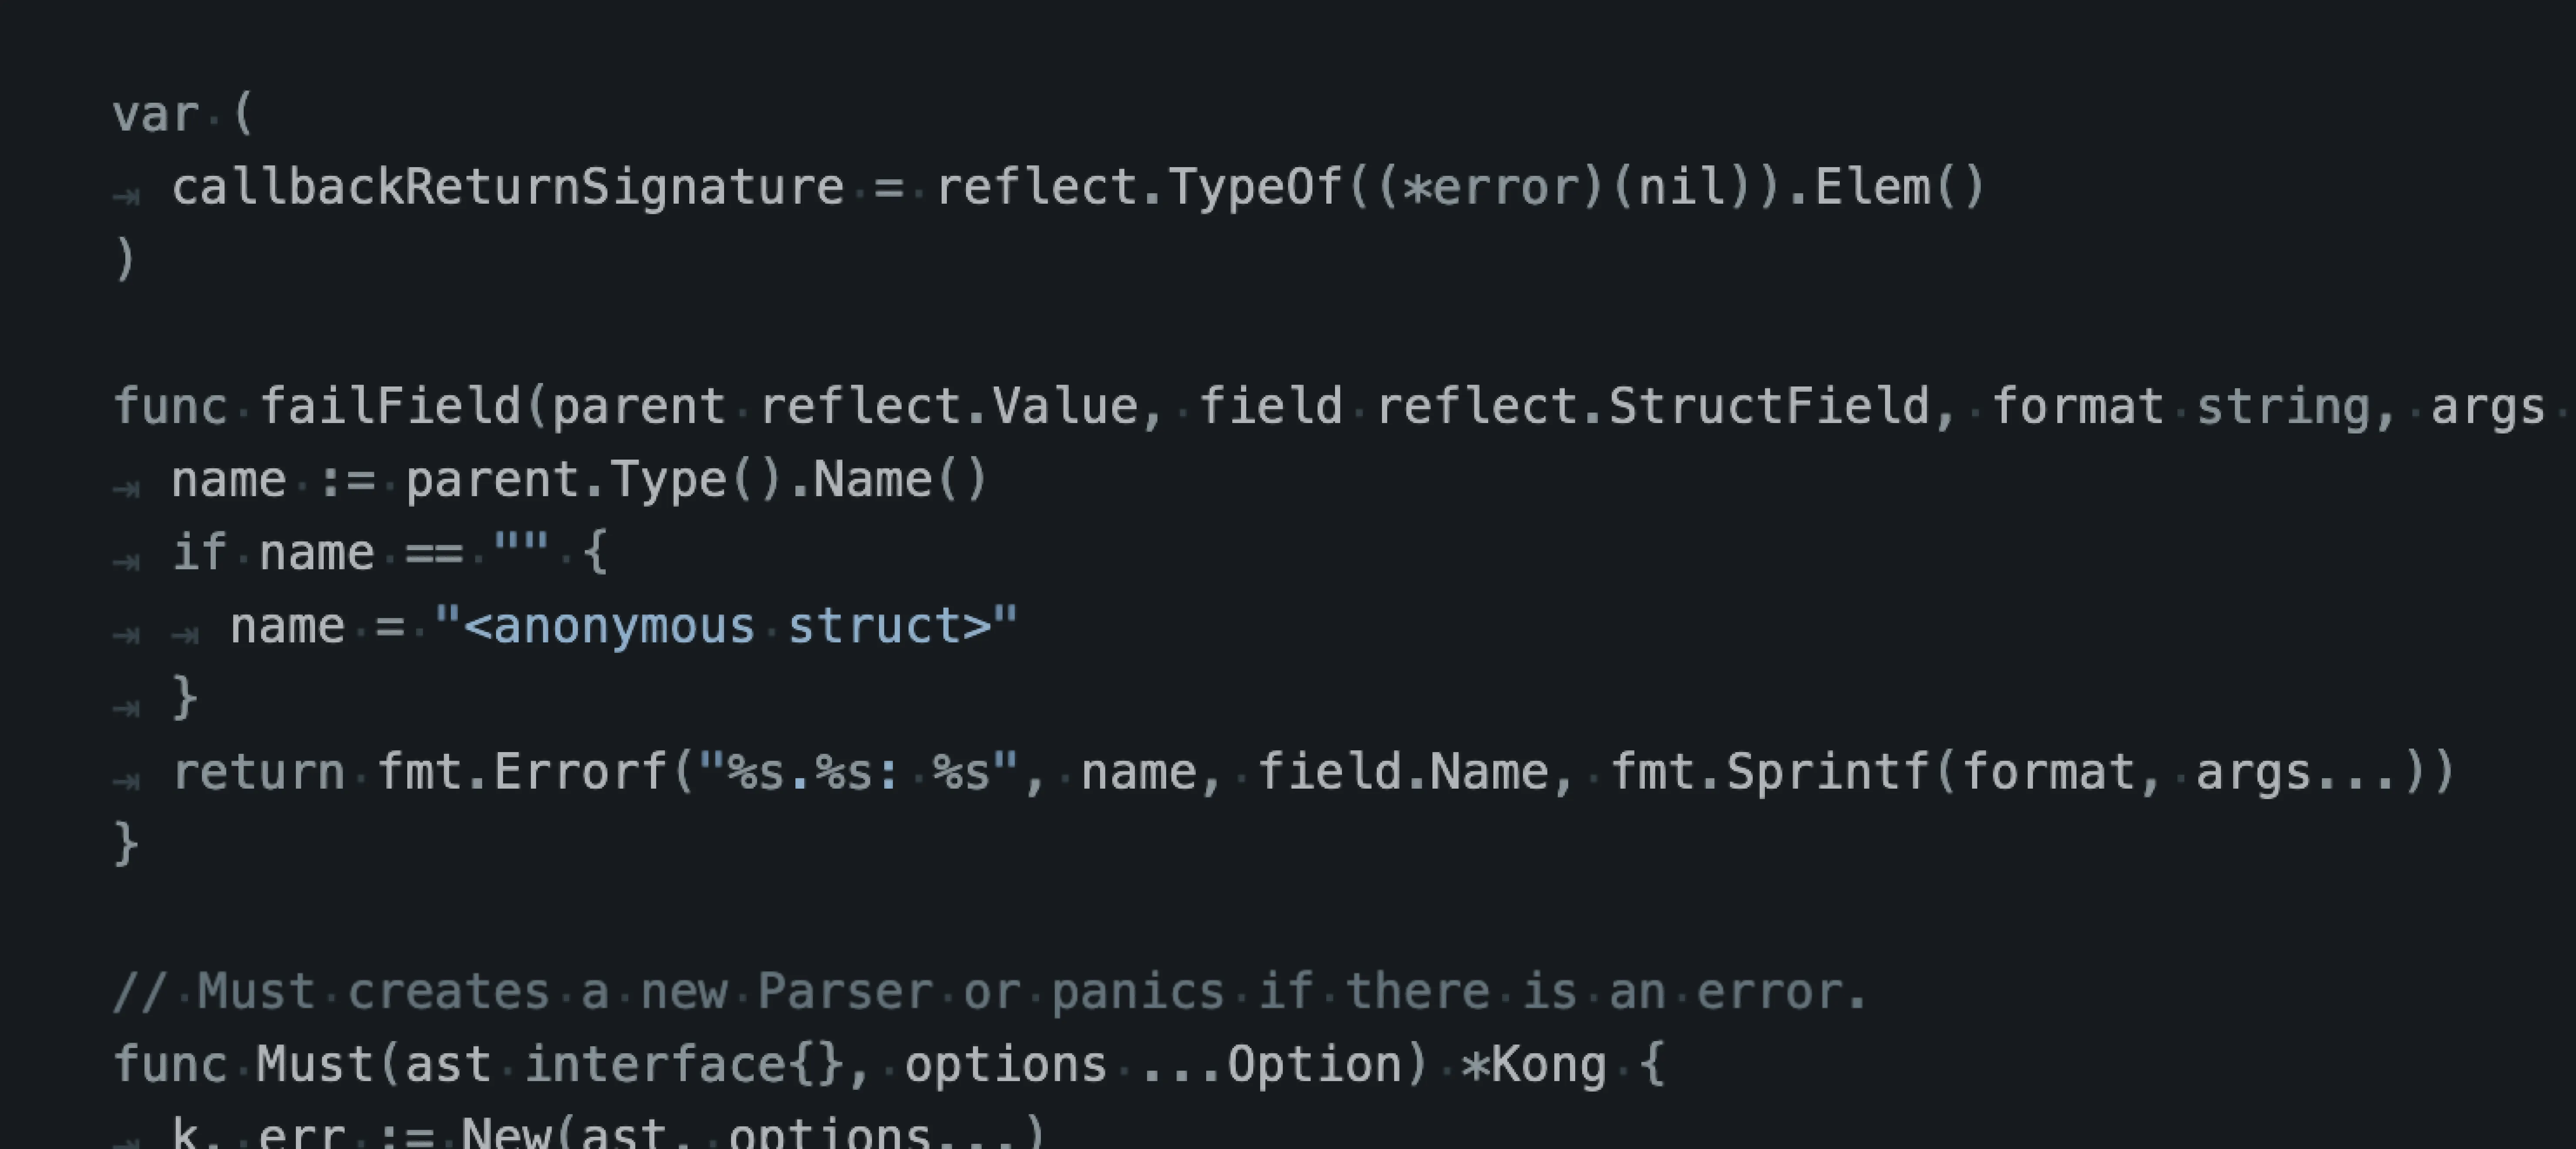 var (
	callbackReturnSignature = reflect.TypeOf((*error)(nil)).Elem()
)
func failField(parent reflect.Value, field reflect.StructField, format string, args
	name := parent.Type().Name()
	if name == "" {
		name = "<anonymous struct>"
	}
	return fmt.Errorf("%s.%s: %s", name, field.Name, fmt.Sprintf(format, args...))
}
// Must creates a new Parser or panics if there is an error.
func Must(ast interface{}, options ...Option) *Kong {
	k, err := New(ast, options...)